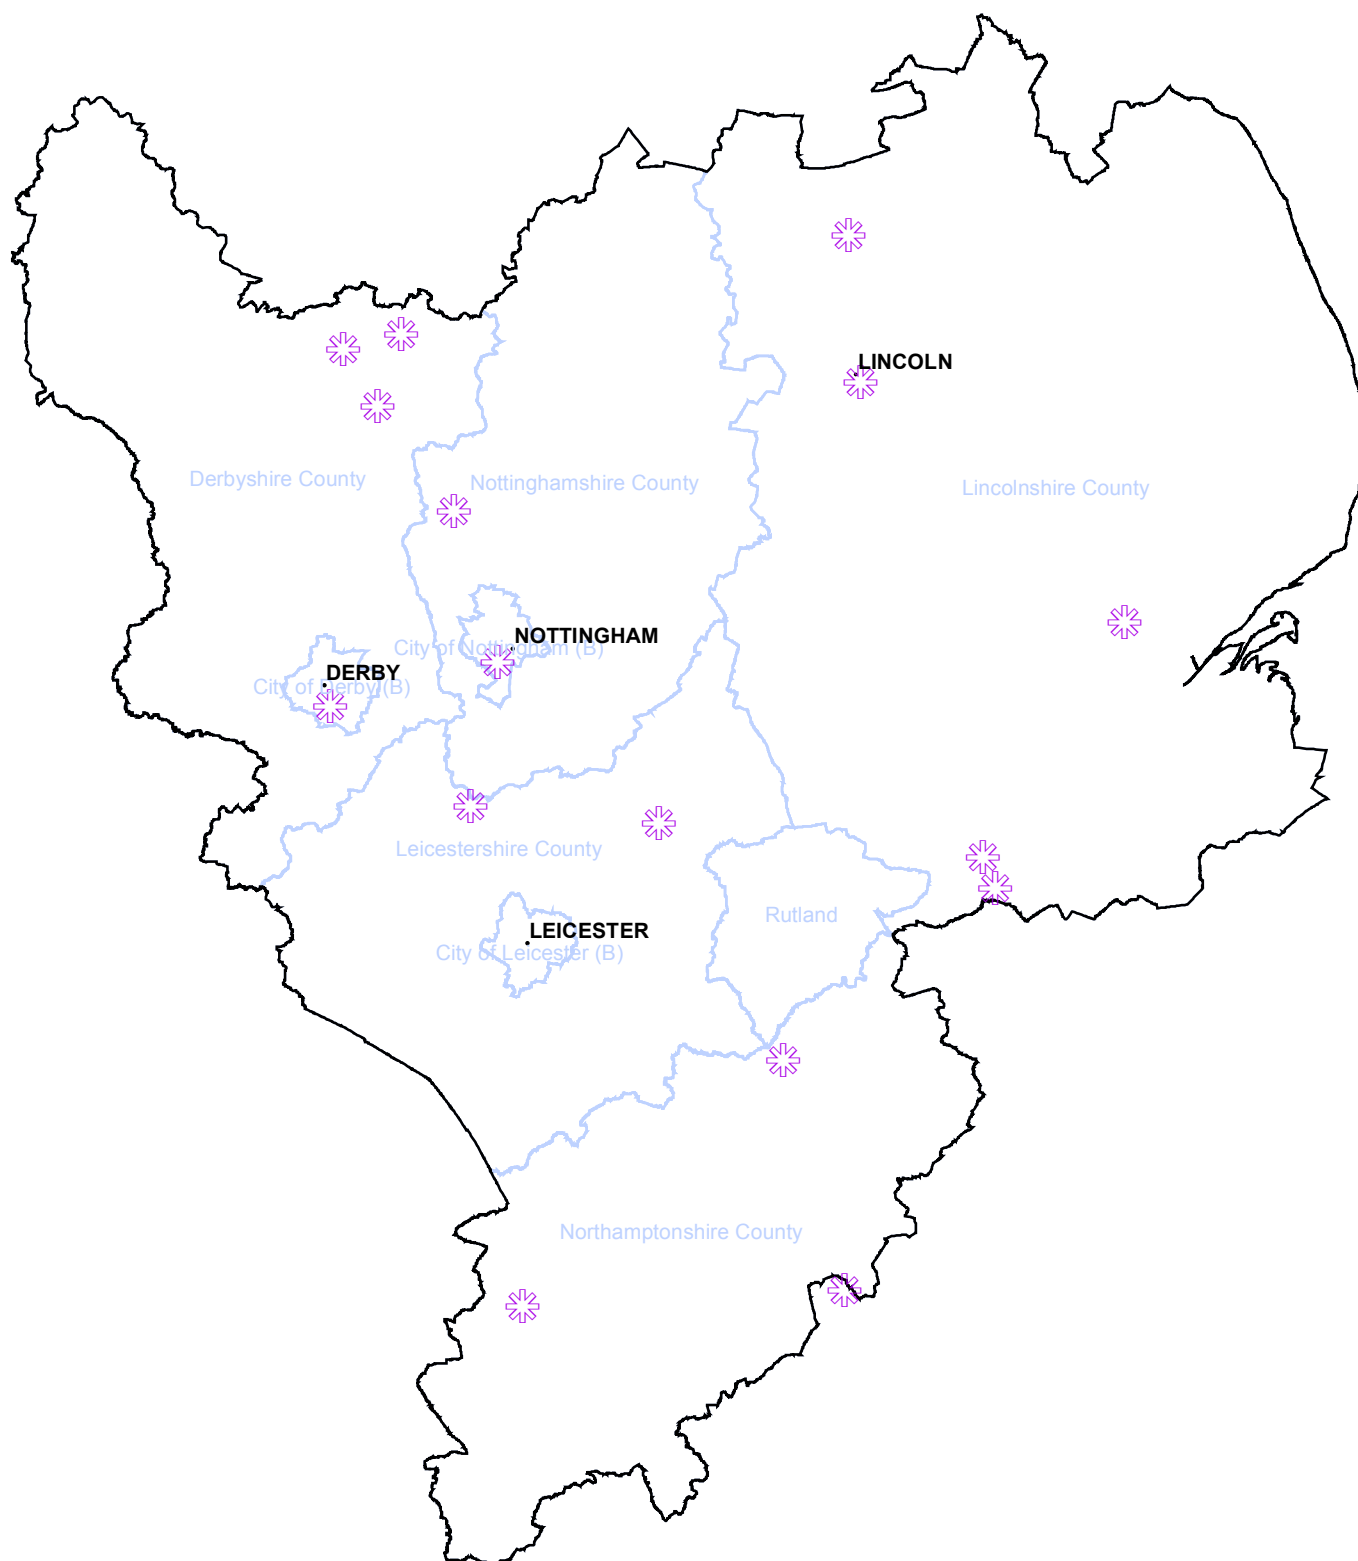 LINCOLN
Derbyshire County
Nottinghamshire County
Lincolnshire County
NOTTINGHAM
City of Nottingham (B)
DERBY
City of Derby (B)
Leicestershire County
Rutland
LEICESTER
City of Leicester (B)
Northamptonshire County